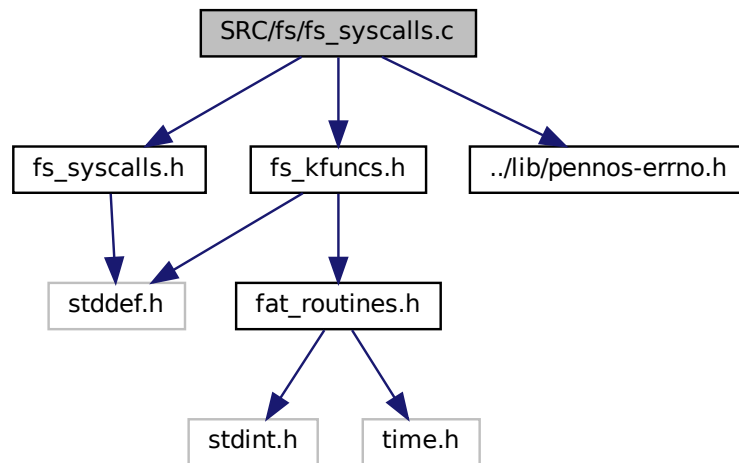 SRC/fs/fs_syscalls.c
fs_syscalls.h
fs_kfuncs.h
../lib/pennos-errno.h
stddef.h
fat_routines.h
stdint.h
time.h